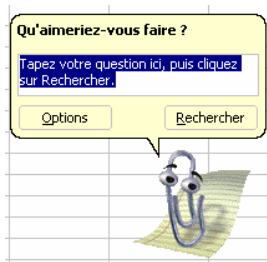 Qu'aimeriez-vous faire ?
Tapez votre question ici, puis cliquez
sur Rechercher.
Options
Rechercher